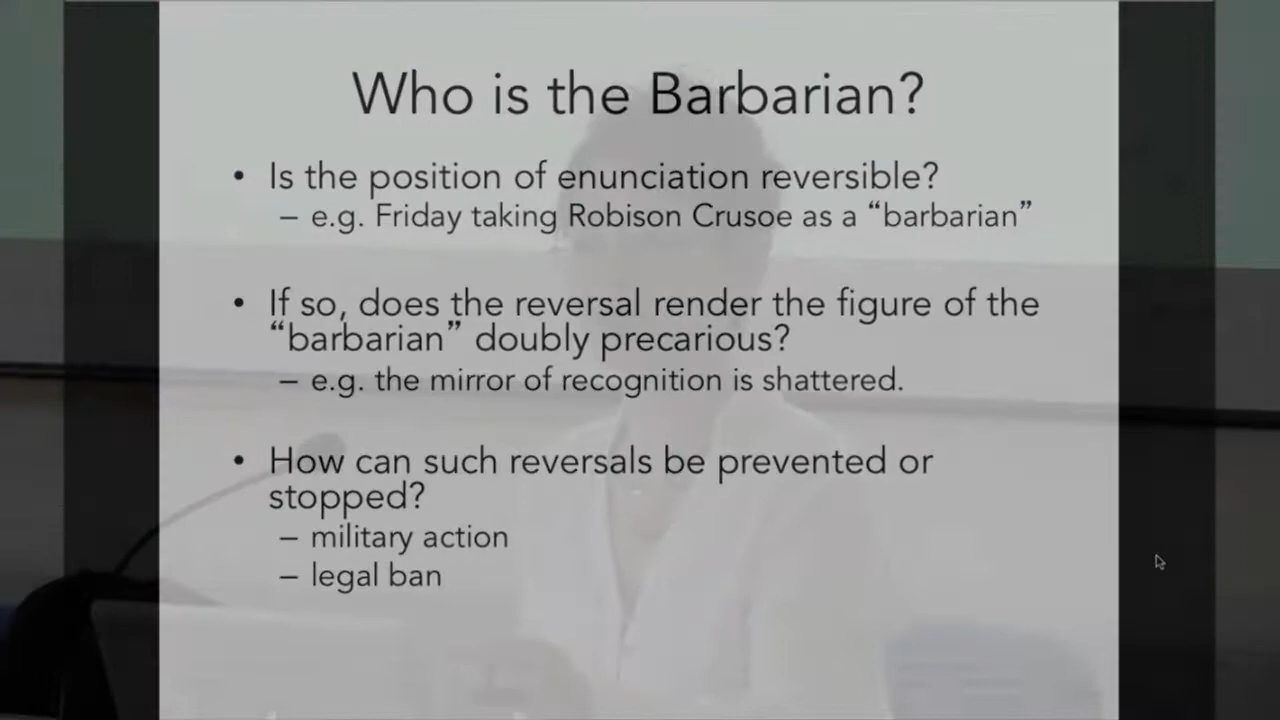 Who is the Barbarian?
• Is the position of enunciation reversible?
– e.g. Friday taking Robison Crusoe as a “barbarian”
• If so, does the reversal render the figure of the
“barbarian” doubly precarious?
– e.g. the mirror of recognition is shattered.
• How can such reversals be prevented or
stopped?
– military action
– legal ban